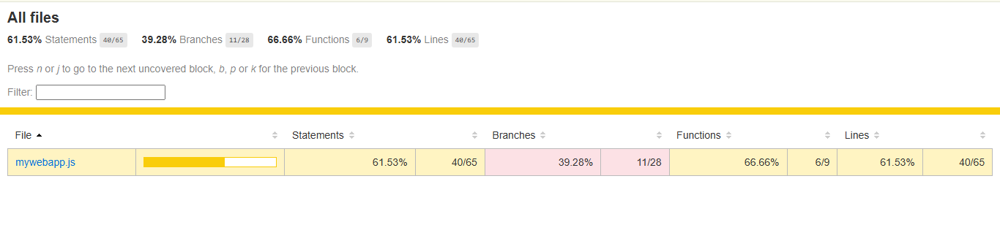 All files
61.53% Statements 40/65 39.28% Branches 11/28 66.66% Functions 6/9 61.53% Lines 40/65
Press n or j to go to the next uncovered block, b, p or k for the previous block.
Filter:
File Statements Branches Functions Lines
mywebapp.js 61.53% 40/65 39.28% 11/28 66.66% 6/9 61.53% 40/65